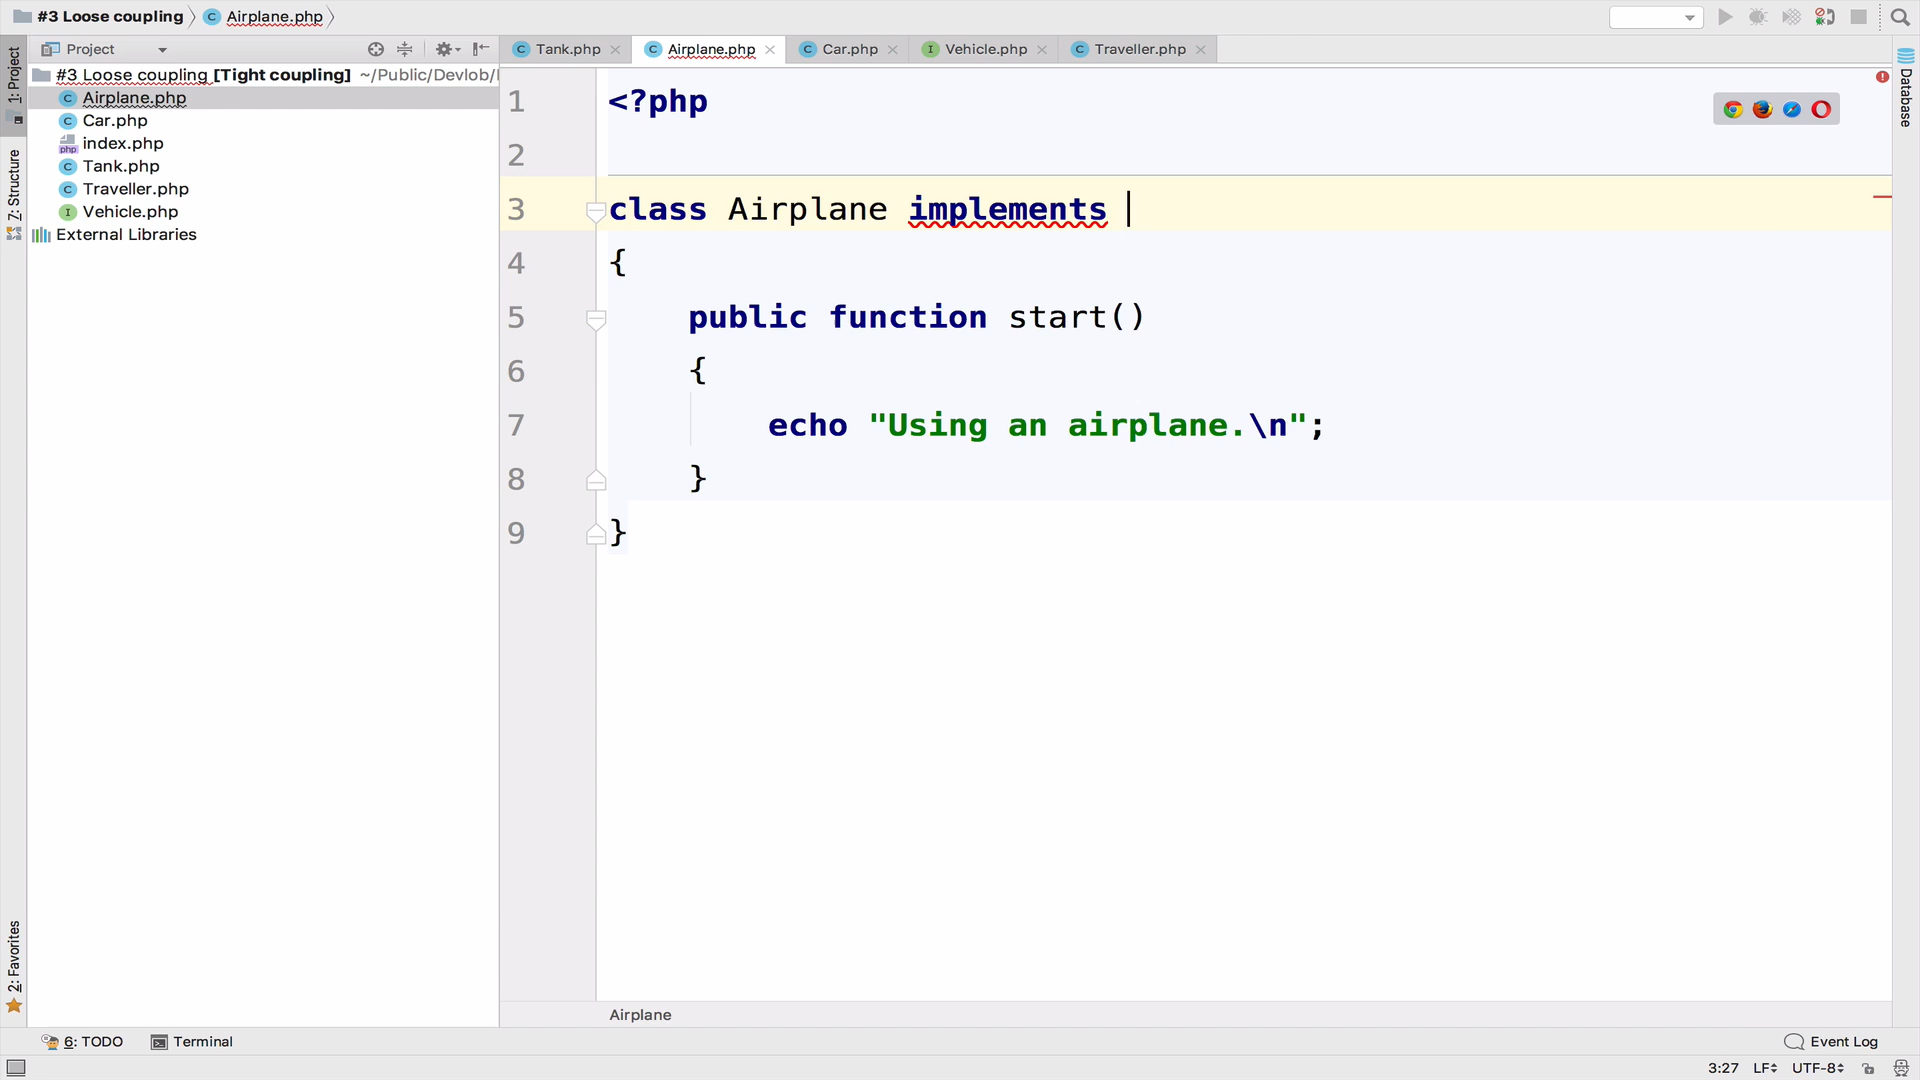 #3 Loose coupling Airplane.php
1: Project
7: Structure
2: Favorites
Project
#3 Loose coupling [Tight coupling] ~/Public/Devlob/
Airplane.php
Car.php
index.php
Tank.php
Traveller.php
Vehicle.php
External Libraries
Tank.php Airplane.php Car.php Vehicle.php Traveller.php
1 <?php
2
3 class Airplane implements
4 {
5 public function start()
6 {
7 echo "Using an airplane.\n";
8 }
9 }
Database
Airplane
6: TODO Terminal Event Log
3:27 LF UTF-8